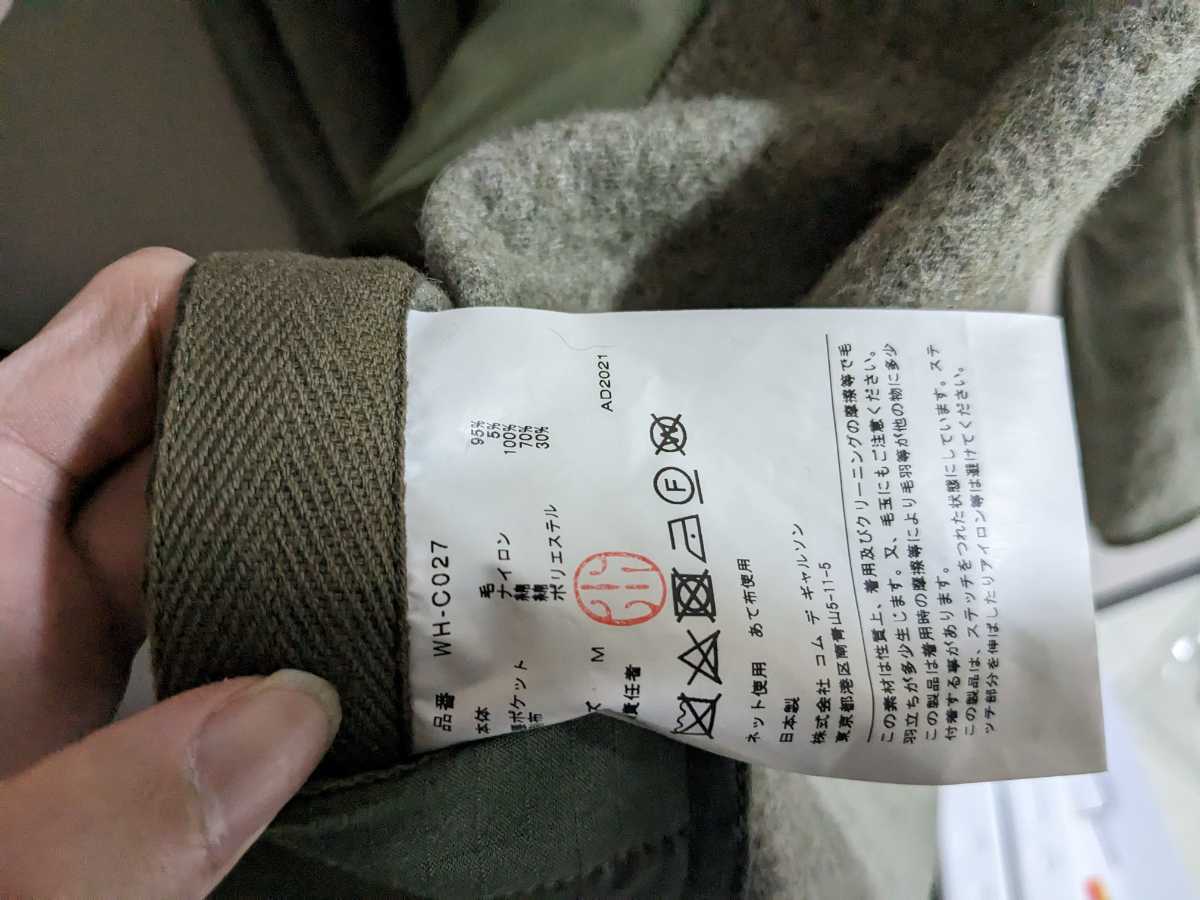 品番 WH-C027
本体 毛 95%
ナイロン 5%
ポケット 綿 100%
布 綿 70%
ポリエステル 30%
M
責任者
AD2021
F
W
ネット使用 あて布使用
日本製
株式会社 コム デ ギャルソン
東京都港区南青山5-11-5
この素材は性質上、着用及びクリーニングの摩擦等で毛
羽立ちが多少生じます。又、毛玉にもご注意ください。
この製品は着用時の摩擦等により毛羽等が他の物に多少
付着する事があります。
この製品は、ステッチをつれた状態にしています。ステ
ッチ部分を伸ばしたりアイロン等は避けてください。